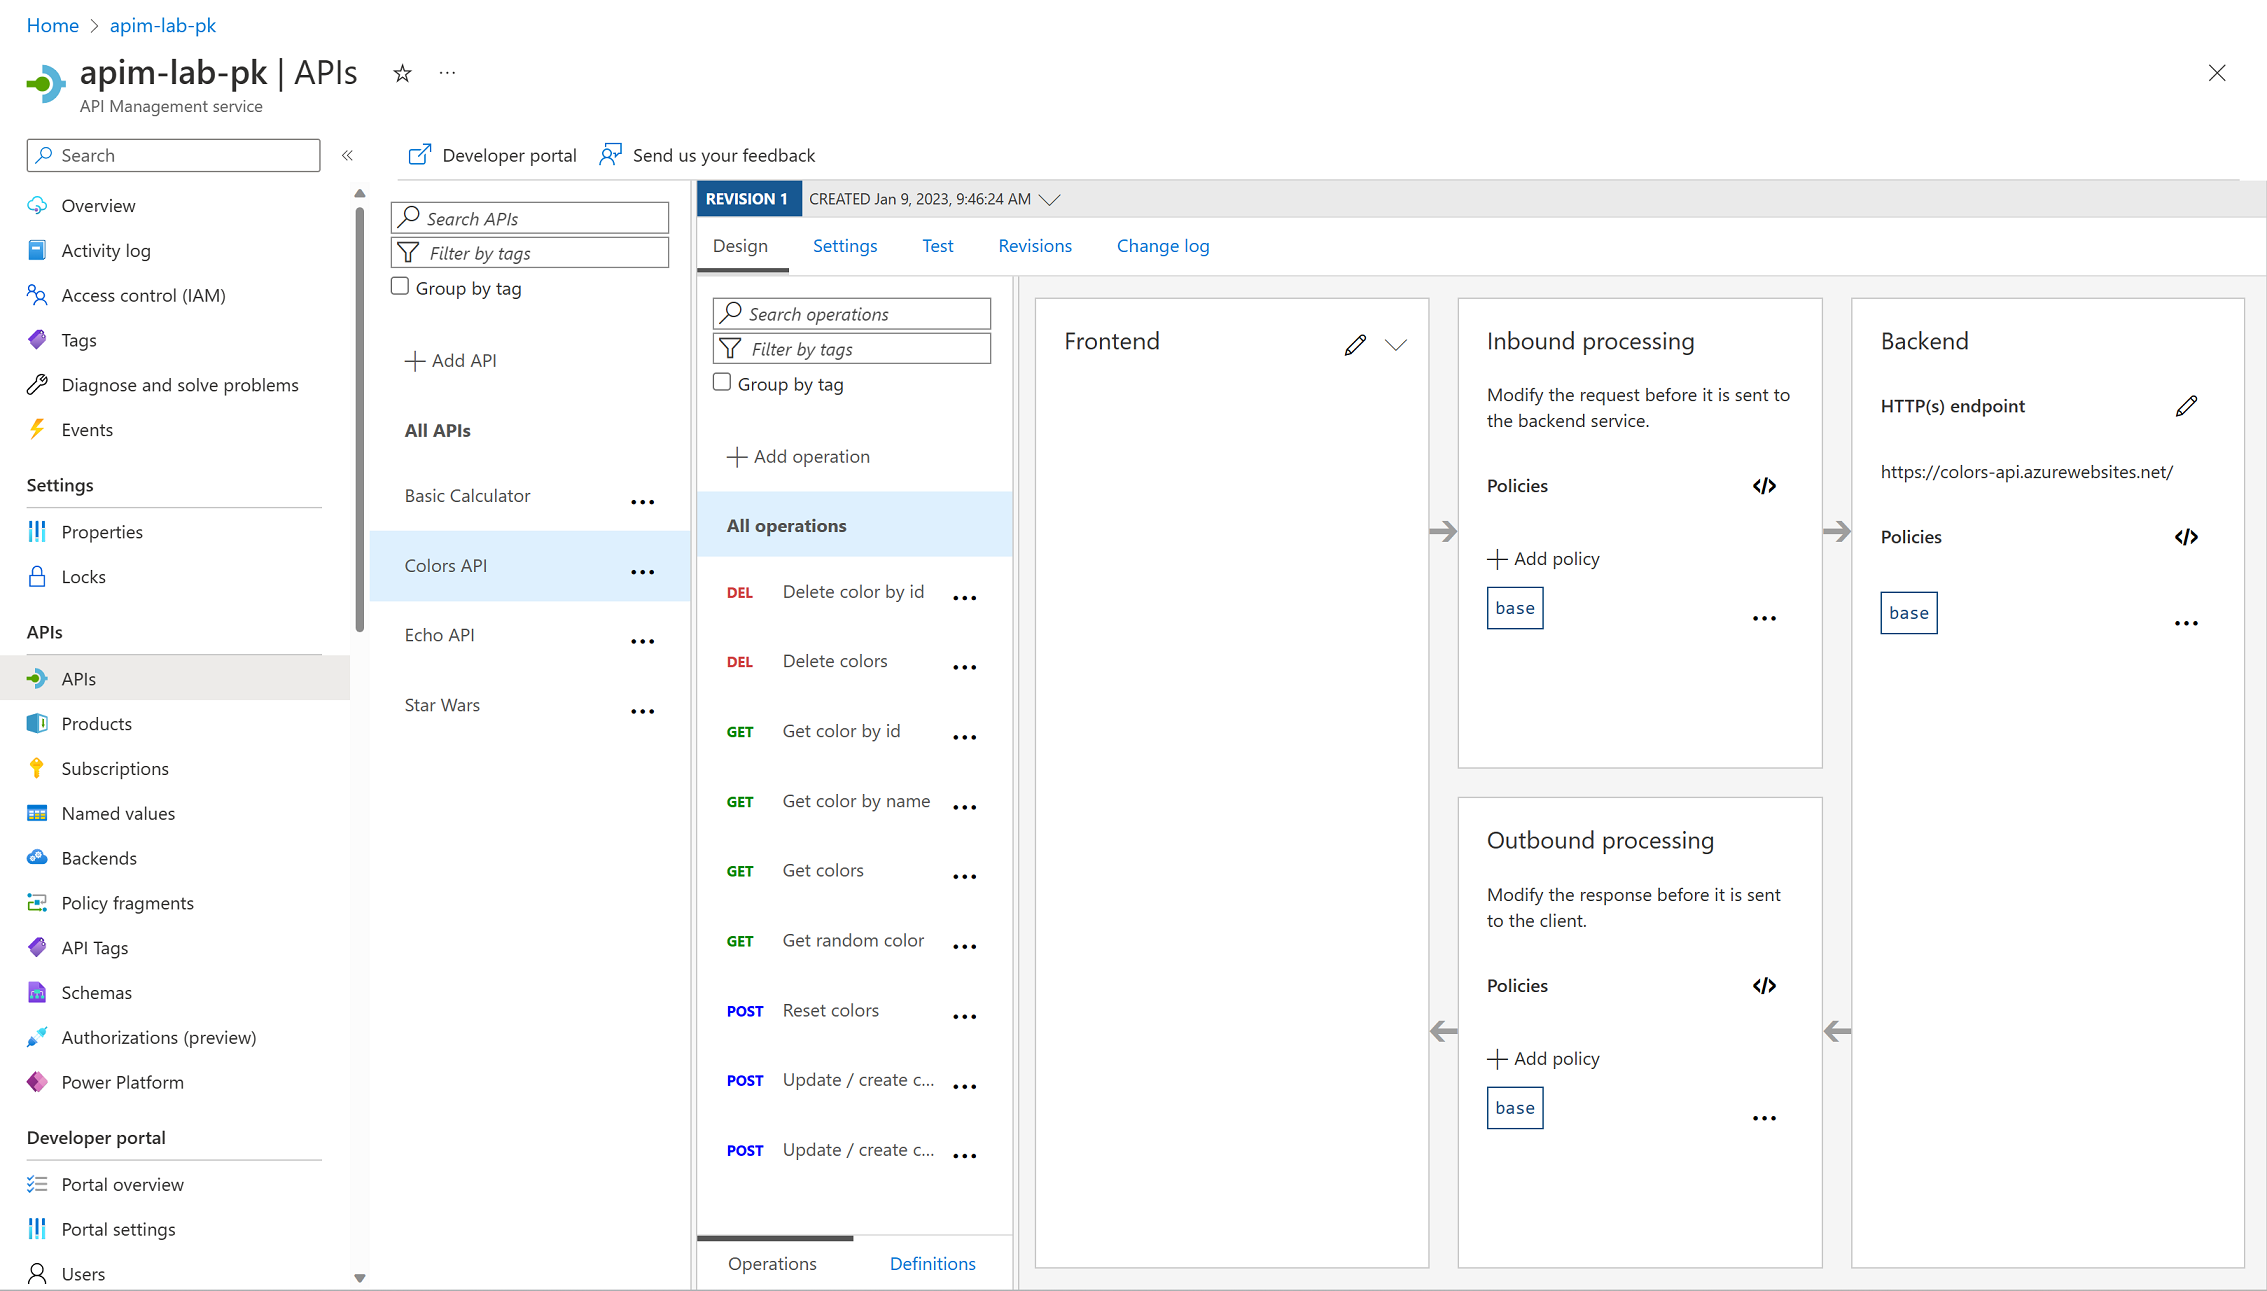 Home > apim-lab-pk
apim-lab-pk | APIs
API Management service
Search
Developer portal
Send us your feedback
Overview
Activity log
Access control (IAM)
Tags
Diagnose and solve problems
Events
Settings
Properties
Locks
APIs
APIs
Products
Subscriptions
Named values
Backends
Policy fragments
API Tags
Schemas
Authorizations (preview)
Power Platform
Developer portal
Portal overview
Portal settings
Users
Search APIs
Filter by tags
Group by tag
Add API
All APIs
Basic Calculator
Colors API
Echo API
Star Wars
REVISION 1 CREATED Jan 9, 2023, 9:46:24 AM
Design Settings Test Revisions Change log
Search operations
Filter by tags
Group by tag
Add operation
All operations
DEL Delete color by id
DEL Delete colors
GET Get color by id
GET Get color by name
GET Get colors
GET Get random color
POST Reset colors
POST Update / create c...
POST Update / create c...
Operations Definitions
Frontend
Inbound processing
Modify the request before it is sent to
the backend service.
Policies </>
Add policy
base
Outbound processing
Modify the response before it is sent
to the client.
Policies </>
Add policy
base
Backend
HTTP(s) endpoint
https://colors-api.azurewebsites.net/
Policies </>
base